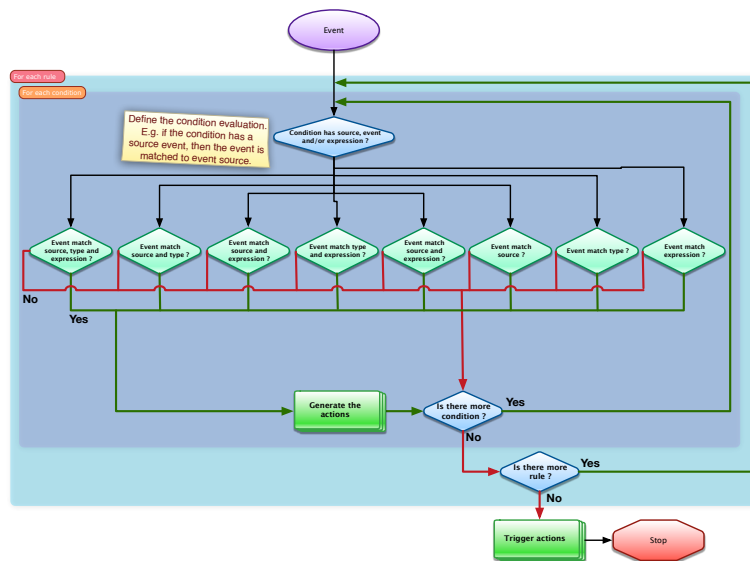 Event
For each rule
For each condition
Define the condition evaluation.
E.g. if the condition has a
source event, then the event is
matched to event source.
Condition has source, event
and/or expression ?
Event match
source, type and
expression ?
Event match
source and type ?
Event match
source and
expression ?
Event match type
and expression ?
Event match
source and
expression ?
Event match
source ?
Event match type ?
Event match
expression ?
No
Yes
Generate the
actions
Is there more
condition ?
Yes
No
Is there more
rule ?
Yes
No
Trigger actions
Stop